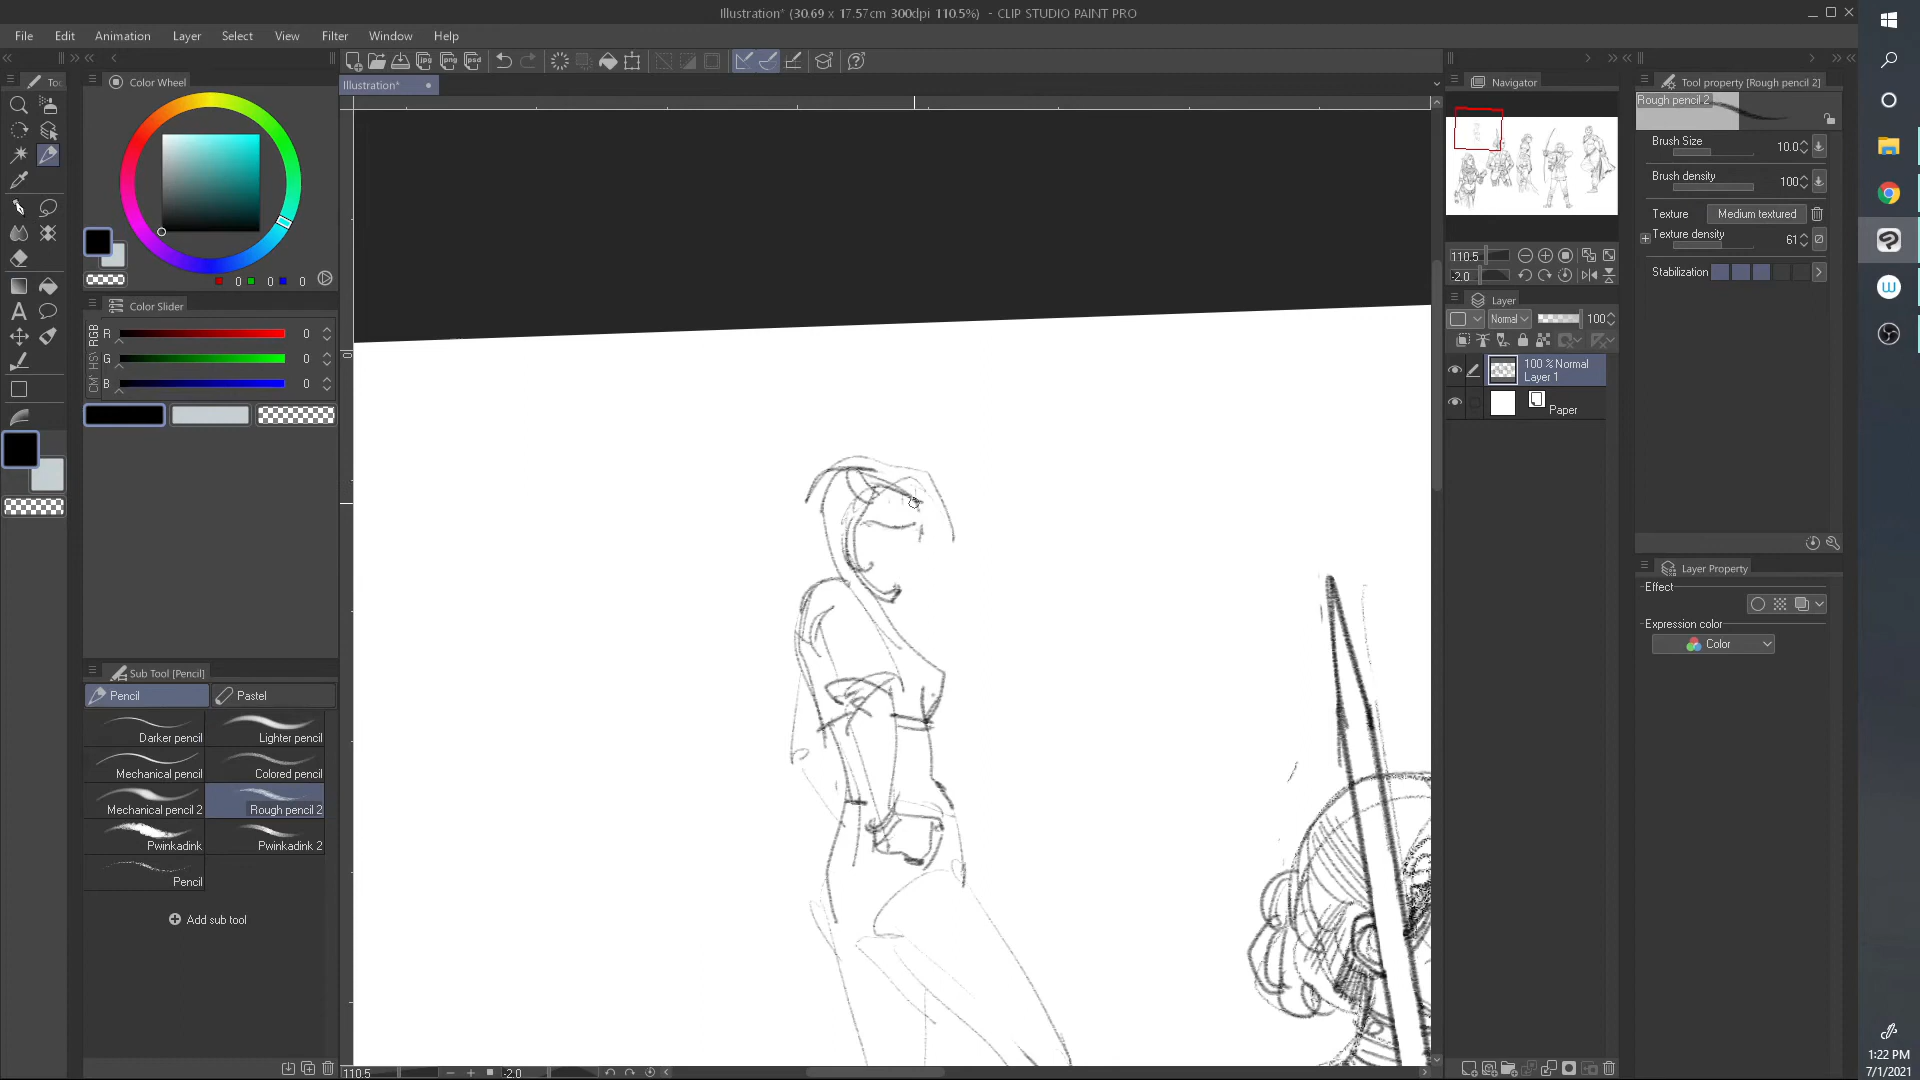 Illustration* (30.69 x 17.57cm 300dpi 110.5%) - CLIP STUDIO PAINT PRO
File Edit Animation Layer Select View Filter Window Help
Color Wheel
Illustration*
0 0 0
Color Slider
RGB
R 0
G 0
B 0
Sub Tool [Pencil]
Pencil Pastel
Darker pencil Lighter pencil
Mechanical pencil Colored pencil
Mechanical pencil 2 Rough pencil 2
Pwinkadink Pwinkadink 2
Pencil
Add sub tool
110.5 -2.0
Navigator
110.5
-2.0
Layer
Normal 100
100 % Normal
Layer 1
Paper
Tool property [Rough pencil 2]
Rough pencil 2
Brush Size 10.0
Brush density 100
Texture Medium textured
Texture density 61
Stabilization
Layer Property
Effect
Expression color
Color
1:22 PM
7/1/2021